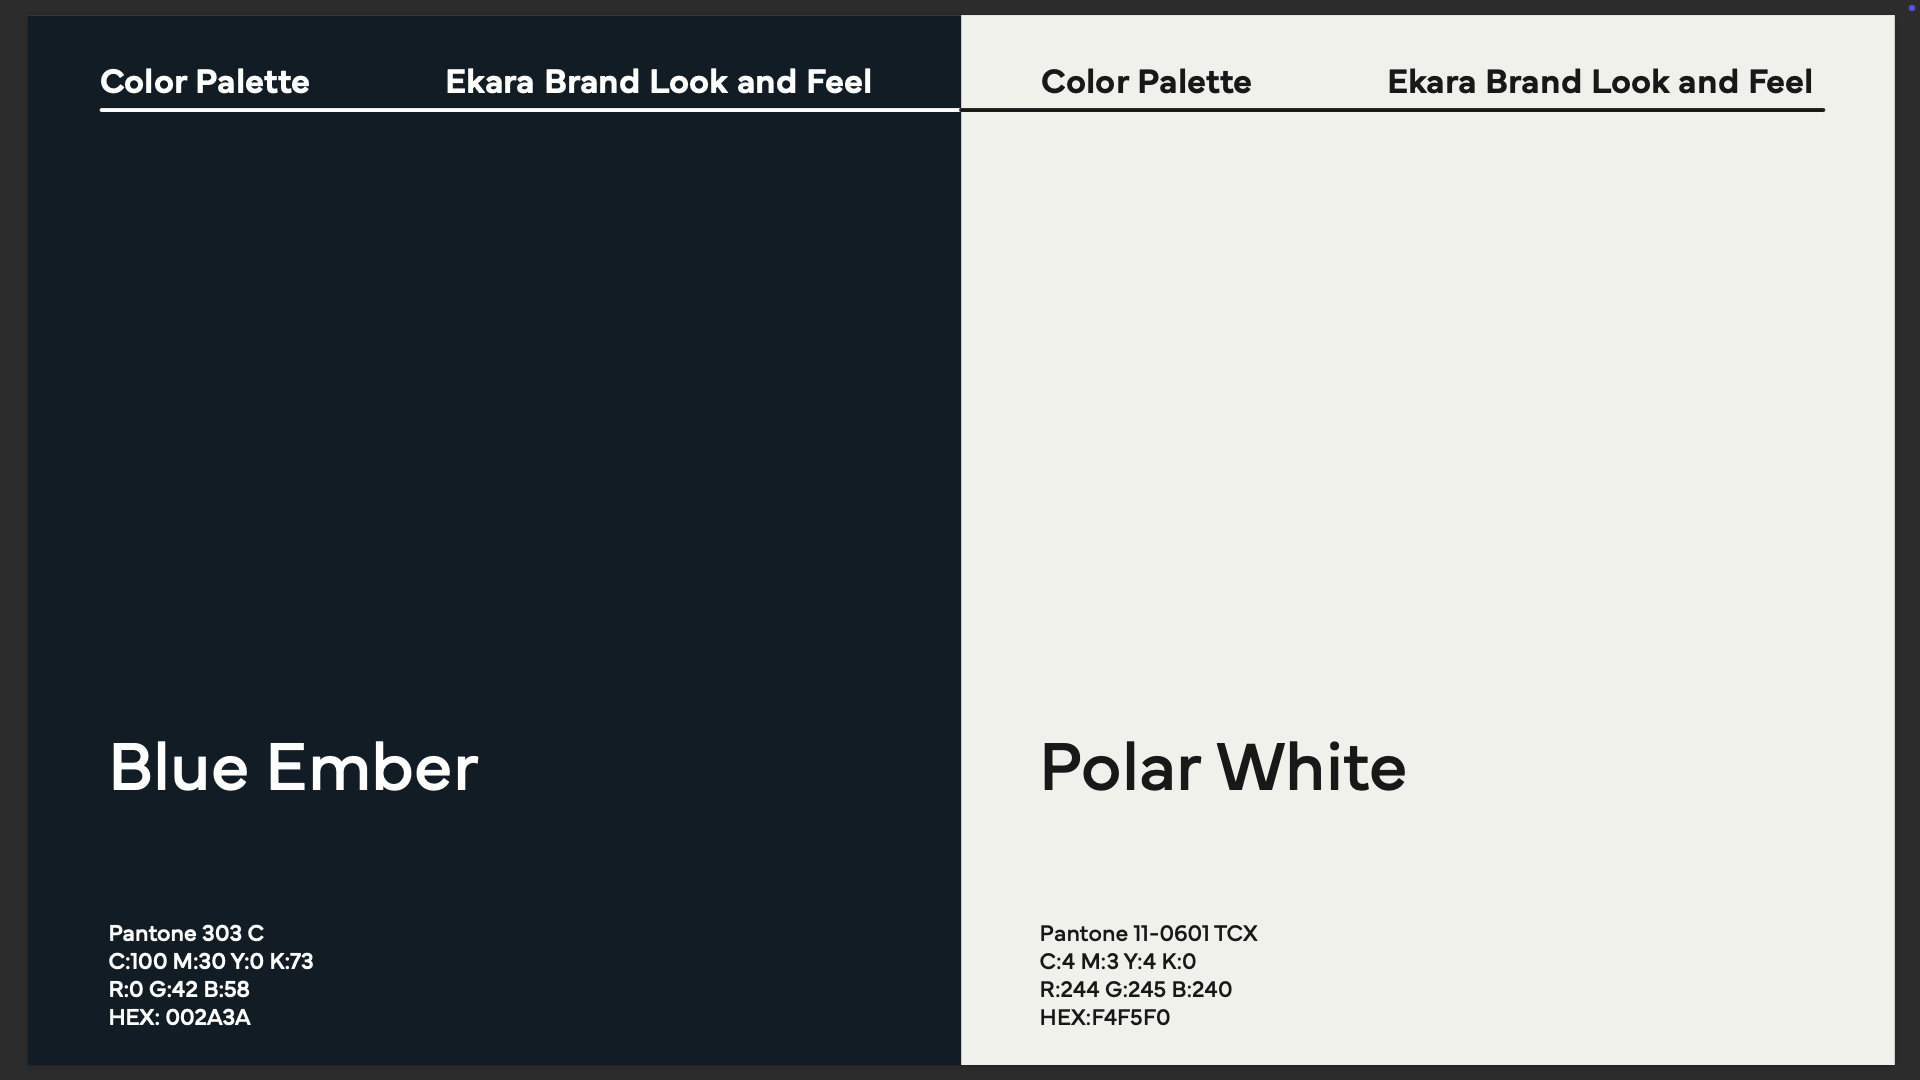 Color Palette
Ekara Brand Look and Feel
Blue Ember
Pantone 303 C
C:100 M:30 Y:0 K:73
R:0 G:42 B:58
HEX: 002A3A
Color Palette
Ekara Brand Look and Feel
Polar White
Pantone 11-0601 TCX
C:4 M:3 Y:4 K:0
R:244 G:245 B:240
HEX:F4F5F0